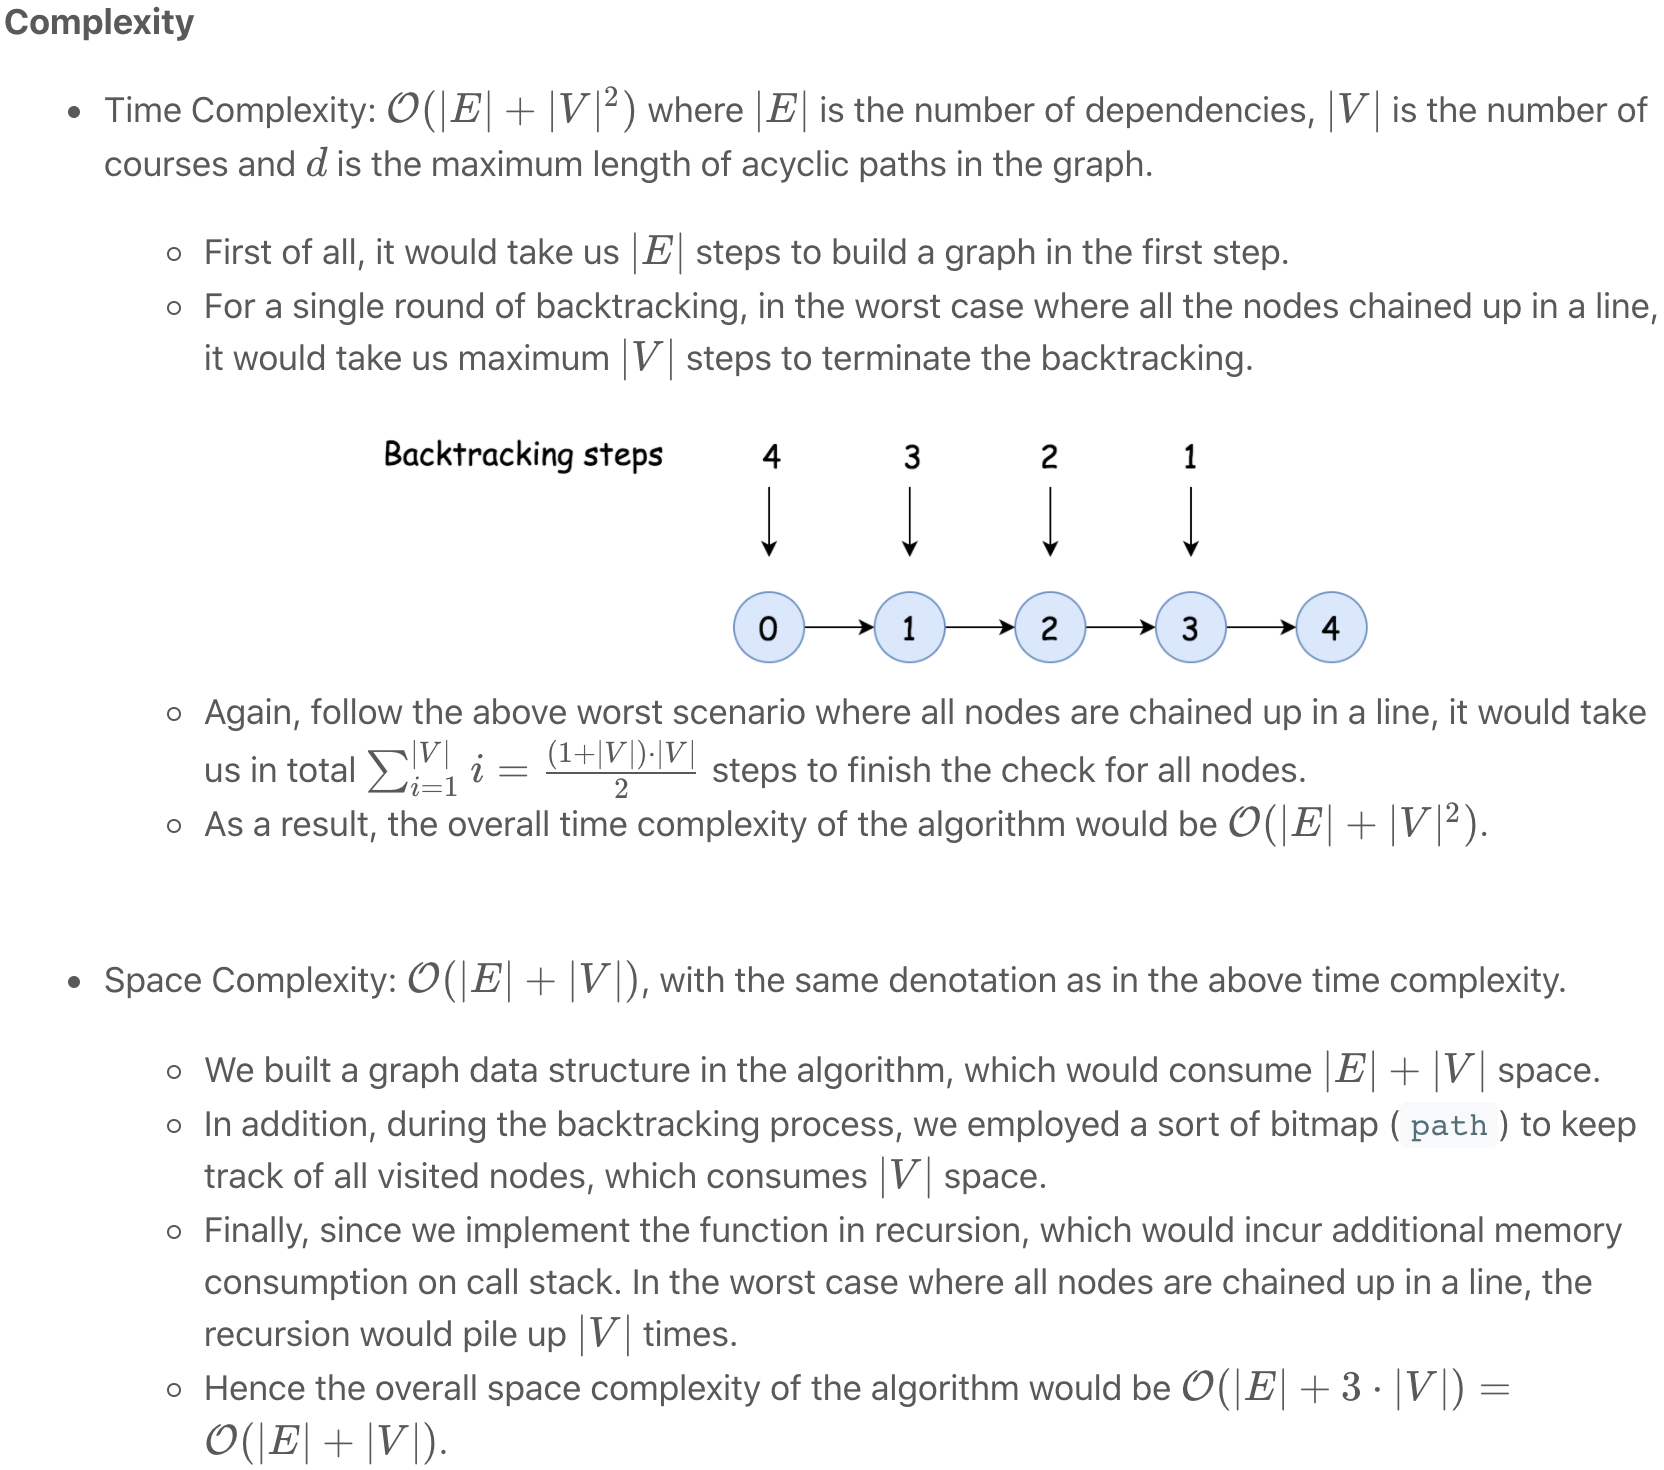 Complexity
• Time Complexity: 𝒪(|E| + |V|²) where |E| is the number of dependencies, |V| is the number of
courses and d is the maximum length of acyclic paths in the graph.
◦ First of all, it would take us |E| steps to build a graph in the first step.
◦ For a single round of backtracking, in the worst case where all the nodes chained up in a line,
it would take us maximum |V| steps to terminate the backtracking.
Backtracking steps 4 3 2 1
0 1 2 3 4
◦ Again, follow the above worst scenario where all nodes are chained up in a line, it would take
us in total ∑_{i=1}^{|V|} i = (1+|V|)·|V| / 2 steps to finish the check for all nodes.
◦ As a result, the overall time complexity of the algorithm would be 𝒪(|E| + |V|²).
• Space Complexity: 𝒪(|E| + |V|), with the same denotation as in the above time complexity.
◦ We built a graph data structure in the algorithm, which would consume |E| + |V| space.
◦ In addition, during the backtracking process, we employed a sort of bitmap ( path ) to keep
track of all visited nodes, which consumes |V| space.
◦ Finally, since we implement the function in recursion, which would incur additional memory
consumption on call stack. In the worst case where all nodes are chained up in a line, the
recursion would pile up |V| times.
◦ Hence the overall space complexity of the algorithm would be 𝒪(|E| + 3 · |V|) =
𝒪(|E| + |V|).